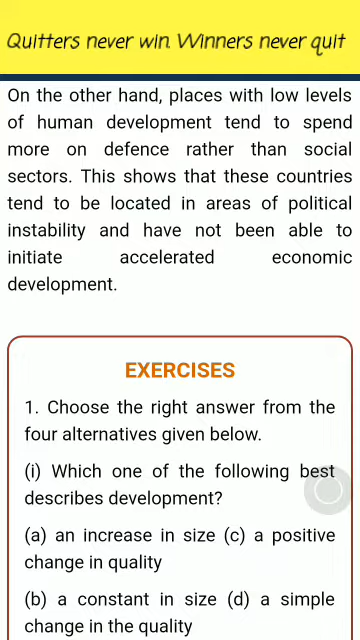 Quitters never win Winners never quit
On the other hand, places with low levels
of human development tend to spend
more on defence rather than social
sectors. This shows that these countries
tend to be located in areas of political
instability and have not been able to
initiate accelerated economic
development.
EXERCISES
1. Choose the right answer from the
four alternatives given below.
(i) Which one of the following best
describes development?
(a) an increase in size (c) a positive
change in quality
(b) a constant in size (d) a simple
change in the quality